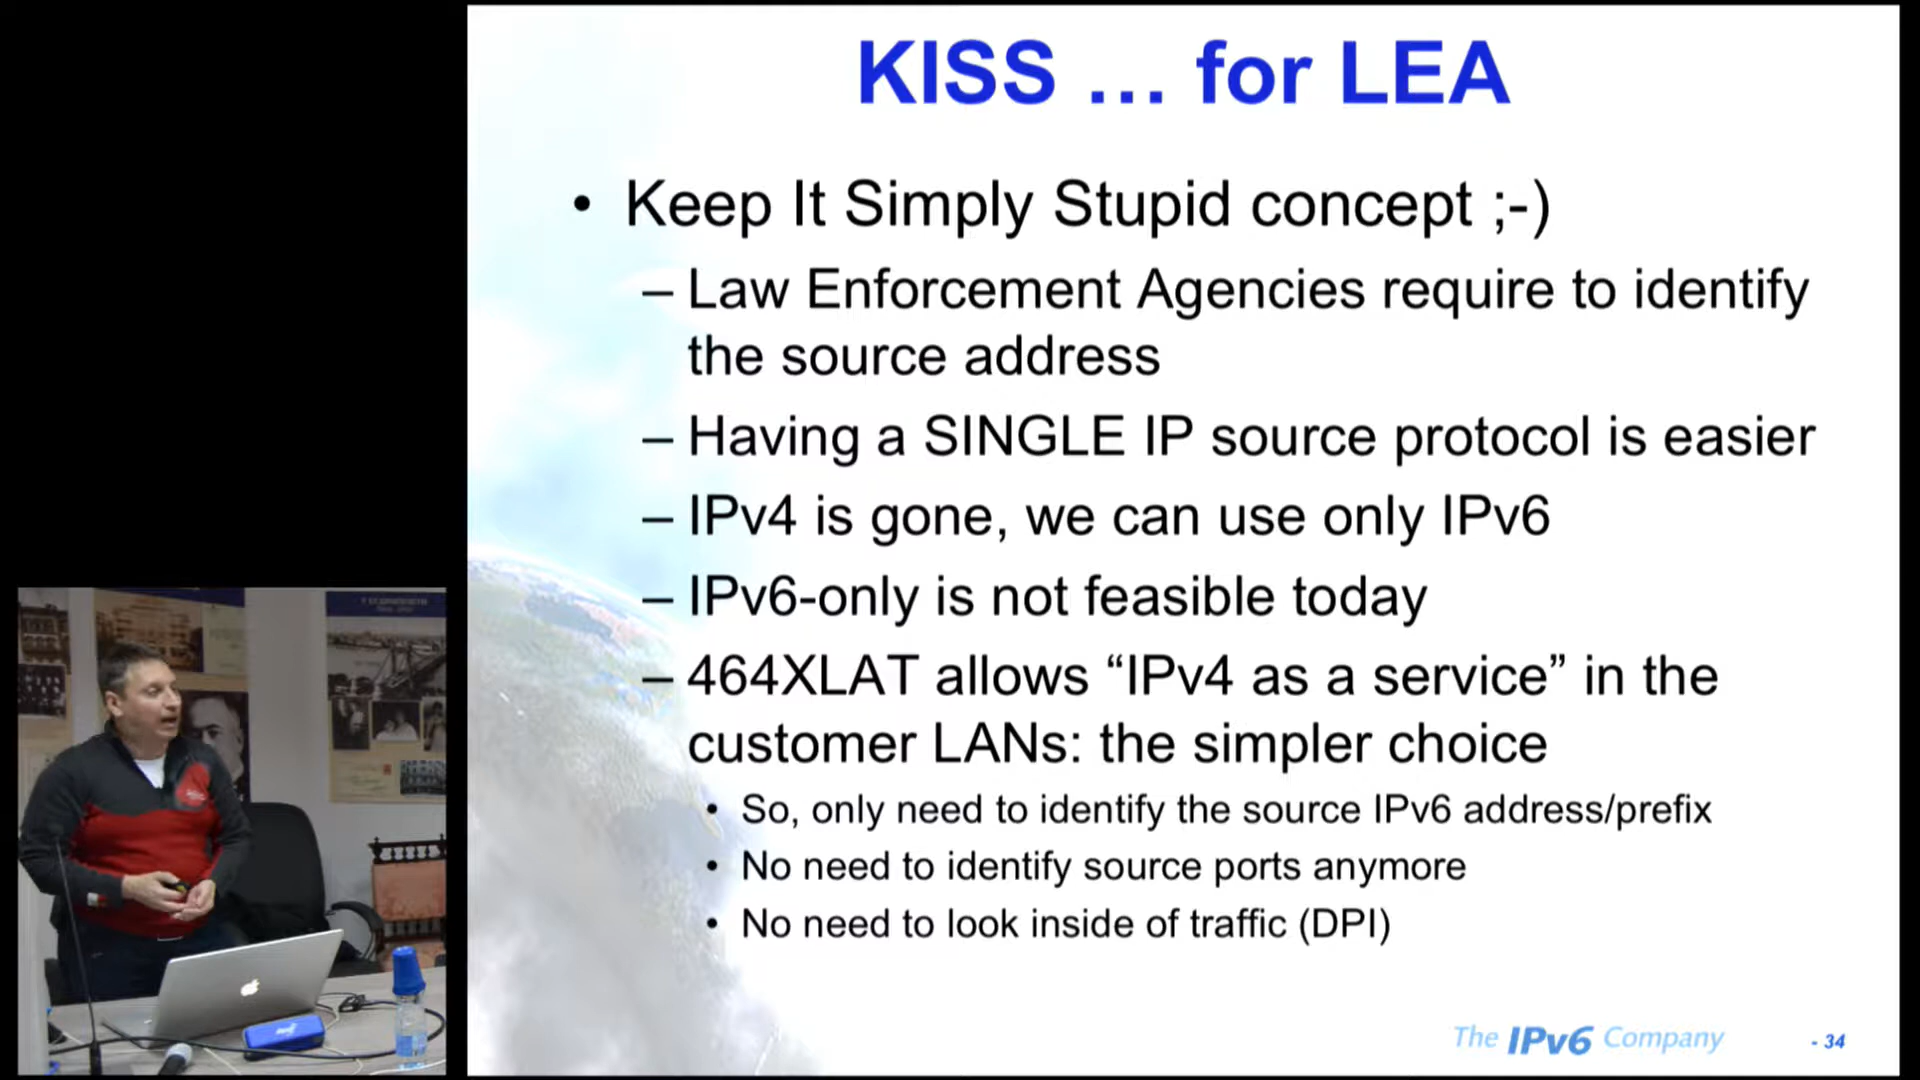 KISS … for LEA
• Keep It Simply Stupid concept ;-)
– Law Enforcement Agencies require to identify
the source address
– Having a SINGLE IP source protocol is easier
– IPv4 is gone, we can use only IPv6
– IPv6-only is not feasible today
– 464XLAT allows “IPv4 as a service” in the
customer LANs: the simpler choice
• So, only need to identify the source IPv6 address/prefix
• No need to identify source ports anymore
• No need to look inside of traffic (DPI)
The IPv6 Company
- 34